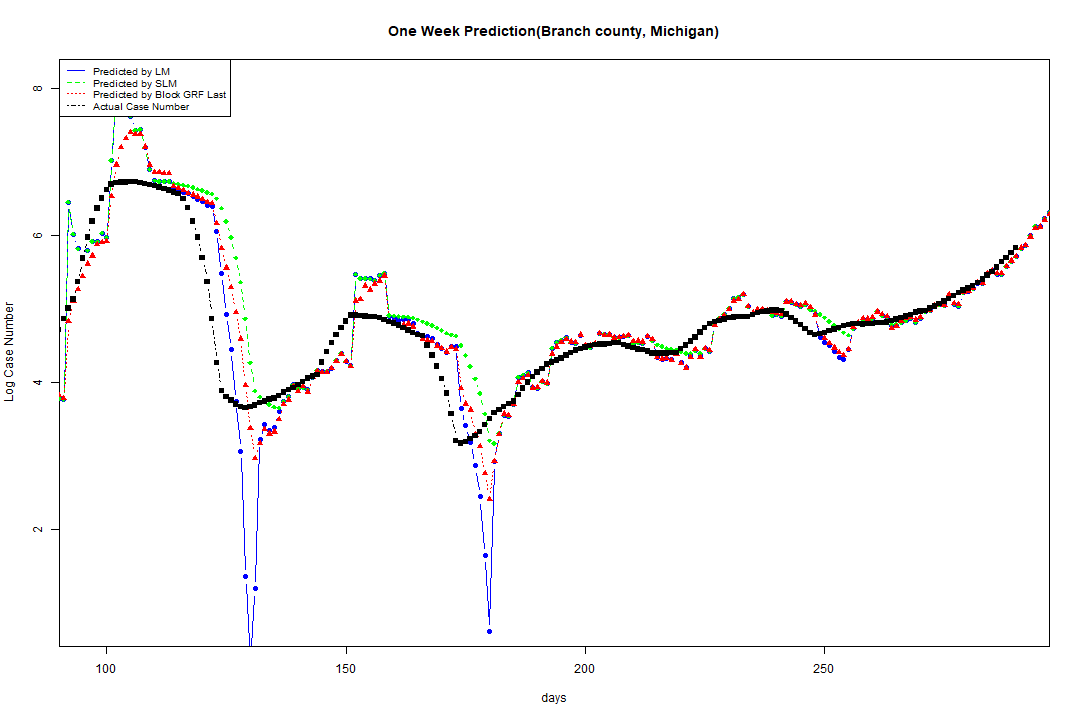 One Week Prediction(Branch county, Michigan)
Predicted by LM
Predicted by SLM
Predicted by Block GRF Last
Actual Case Number
8
6
4
2
Log Case Number
100 150 200 250
days